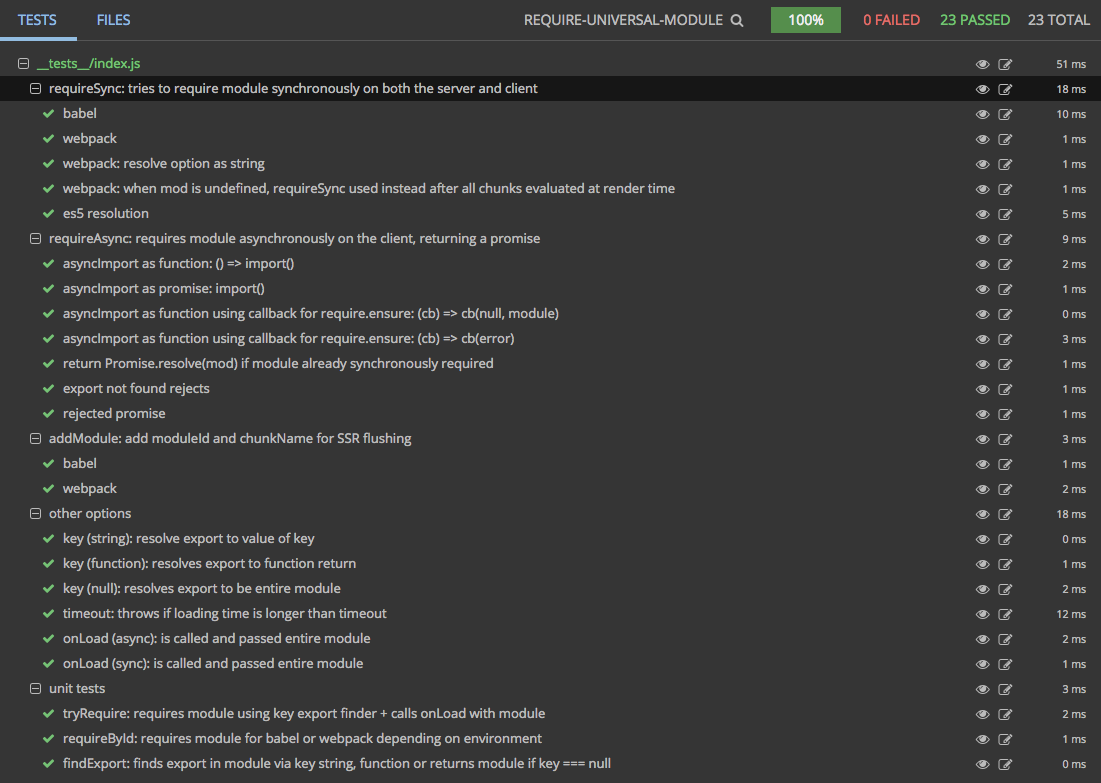 TESTS FILES REQUIRE-UNIVERSAL-MODULE 100% 0 FAILED 23 PASSED 23 TOTAL
__tests__/index.js 51 ms
requireSync: tries to require module synchronously on both the server and client 18 ms
babel 10 ms
webpack 1 ms
webpack: resolve option as string 1 ms
webpack: when mod is undefined, requireSync used instead after all chunks evaluated at render time 1 ms
es5 resolution 5 ms
requireAsync: requires module asynchronously on the client, returning a promise 9 ms
asyncImport as function: () => import() 2 ms
asyncImport as promise: import() 1 ms
asyncImport as function using callback for require.ensure: (cb) => cb(null, module) 0 ms
asyncImport as function using callback for require.ensure: (cb) => cb(error) 3 ms
return Promise.resolve(mod) if module already synchronously required 1 ms
export not found rejects 1 ms
rejected promise 1 ms
addModule: add moduleId and chunkName for SSR flushing 3 ms
babel 1 ms
webpack 2 ms
other options 18 ms
key (string): resolve export to value of key 0 ms
key (function): resolves export to function return 1 ms
key (null): resolves export to be entire module 2 ms
timeout: throws if loading time is longer than timeout 12 ms
onLoad (async): is called and passed entire module 2 ms
onLoad (sync): is called and passed entire module 1 ms
unit tests 3 ms
tryRequire: requires module using key export finder + calls onLoad with module 2 ms
requireById: requires module for babel or webpack depending on environment 1 ms
findExport: finds export in module via key string, function or returns module if key === null 0 ms